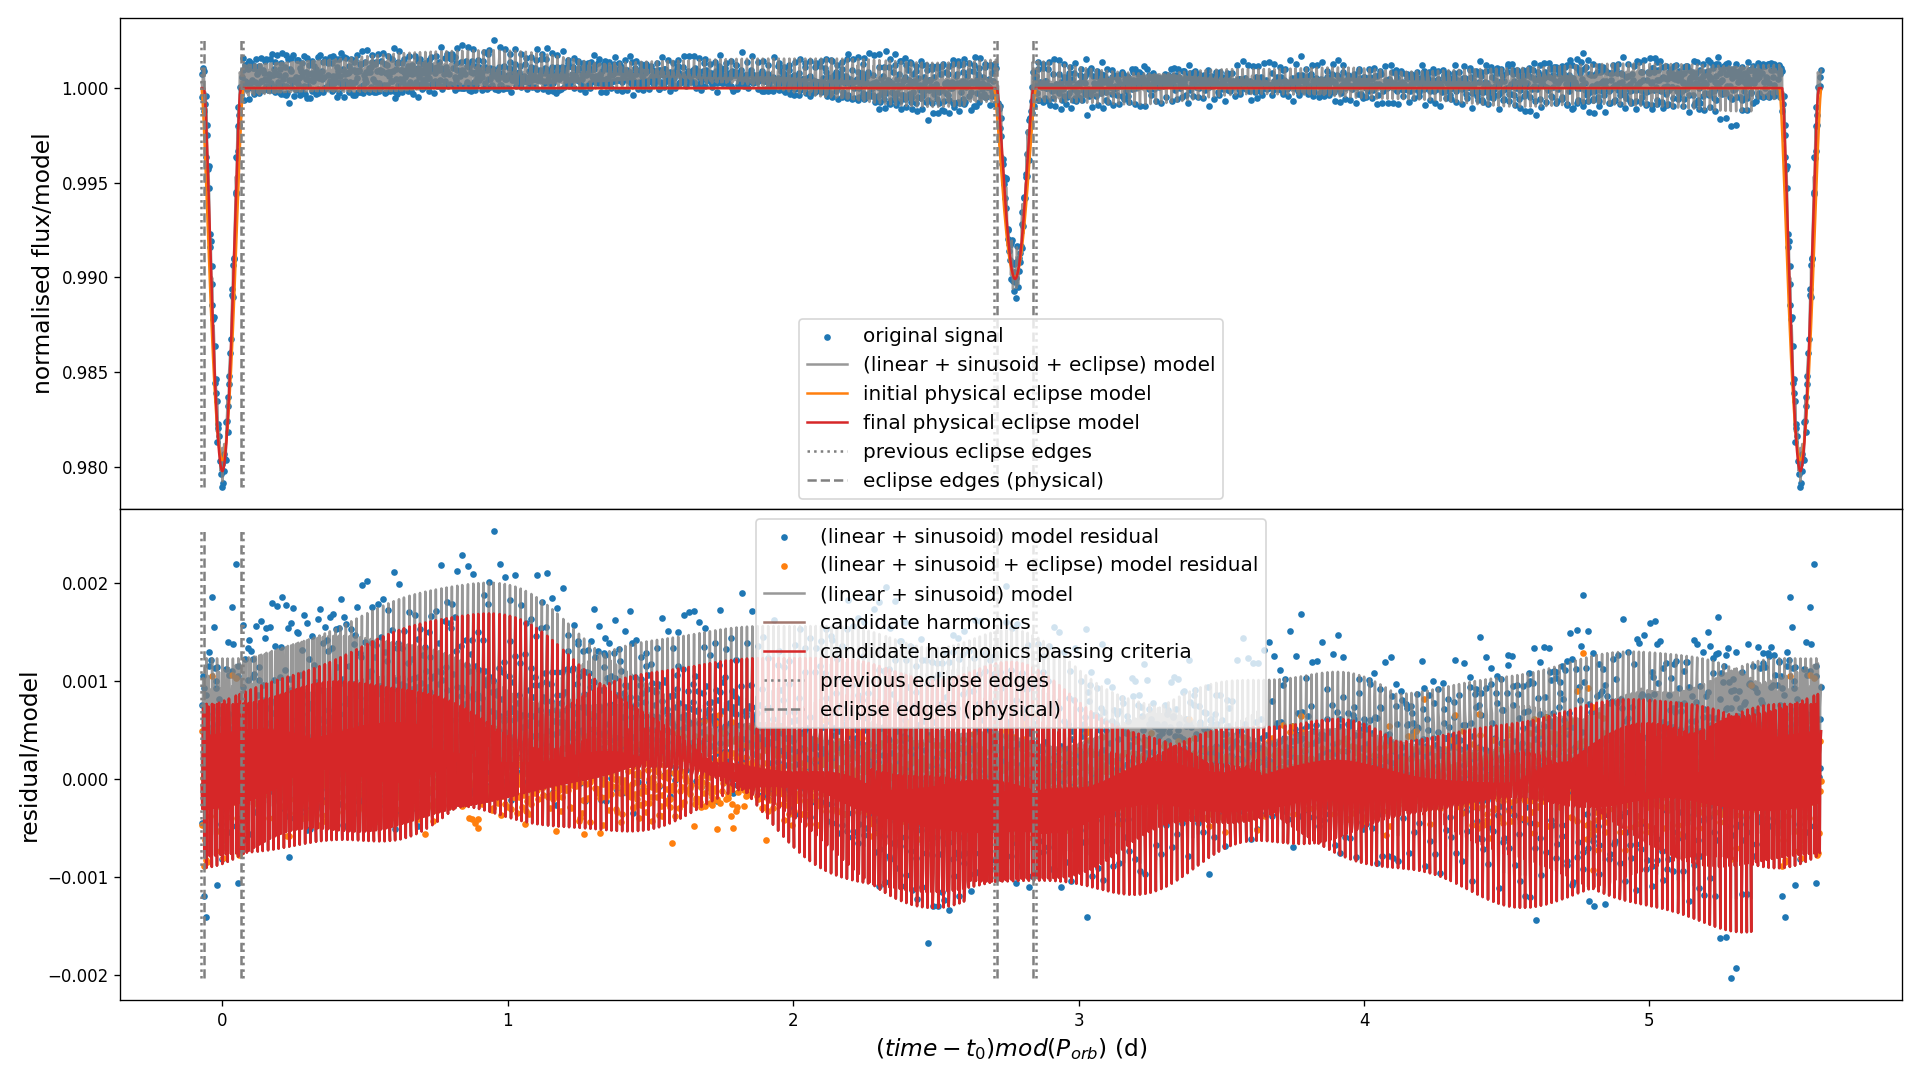 normalised flux/model
1.000
0.995
0.990
0.985
0.980
original signal
(linear + sinusoid + eclipse) model
initial physical eclipse model
final physical eclipse model
previous eclipse edges
eclipse edges (physical)
residual/model
0.002
0.001
0.000
−0.001
−0.002
(linear + sinusoid) model residual
(linear + sinusoid + eclipse) model residual
(linear + sinusoid) model
candidate harmonics
candidate harmonics passing criteria
previous eclipse edges
eclipse edges (physical)
0 1 2 3 4 5
(time − t₀)mod(P_orb) (d)